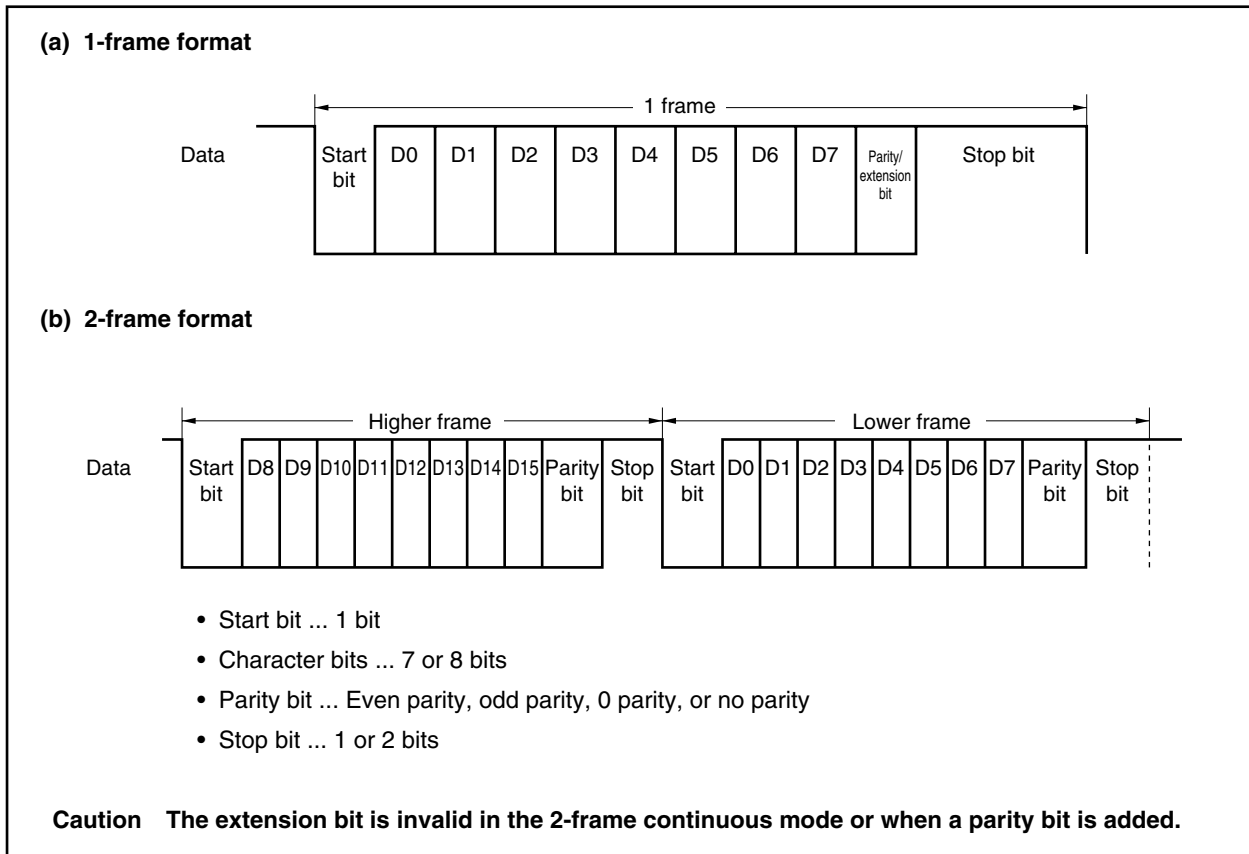 (a) 1-frame format
1 frame
Data Start bit D0 D1 D2 D3 D4 D5 D6 D7 Parity/ extension bit Stop bit
(b) 2-frame format
Higher frame Lower frame
Data Start bit D8 D9 D10 D11 D12 D13 D14 D15 Parity bit Stop bit Start bit D0 D1 D2 D3 D4 D5 D6 D7 Parity bit Stop bit
• Start bit ... 1 bit
• Character bits ... 7 or 8 bits
• Parity bit ... Even parity, odd parity, 0 parity, or no parity
• Stop bit ... 1 or 2 bits
Caution The extension bit is invalid in the 2-frame continuous mode or when a parity bit is added.